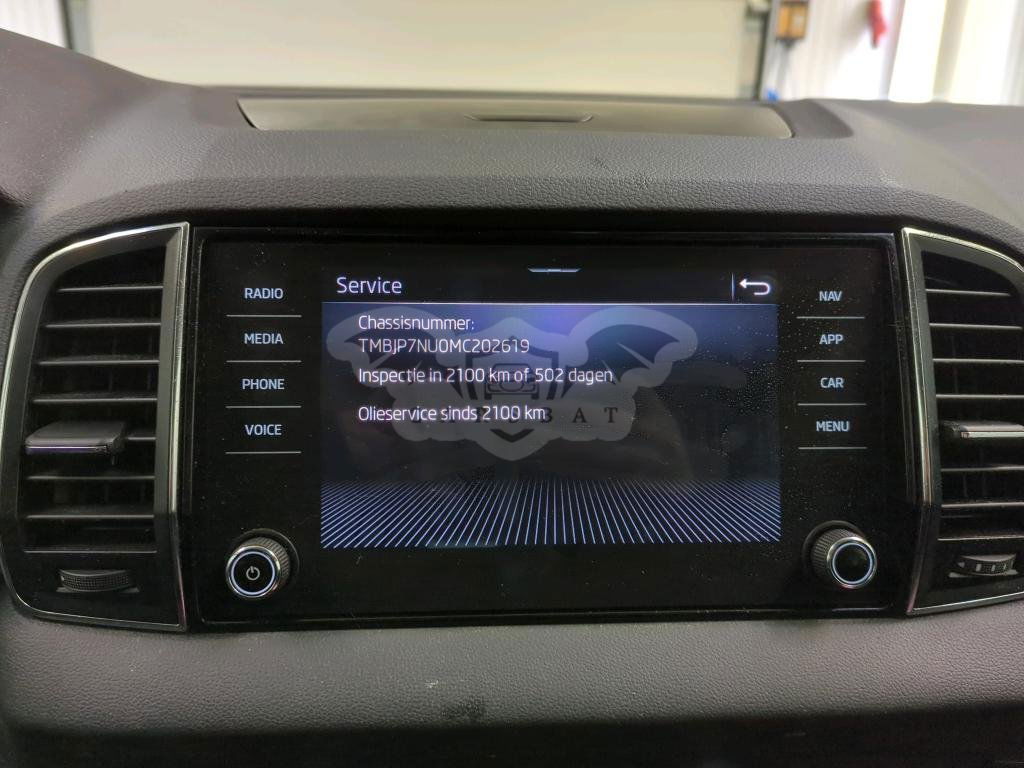 Service
RADIO
MEDIA
PHONE
VOICE
Chassisnummer:
TMBJP7NU0MC202619
Inspectie in 2100 km of 502 dagen
Olieservice sinds 2100 km
NAV
APP
CAR
MENU